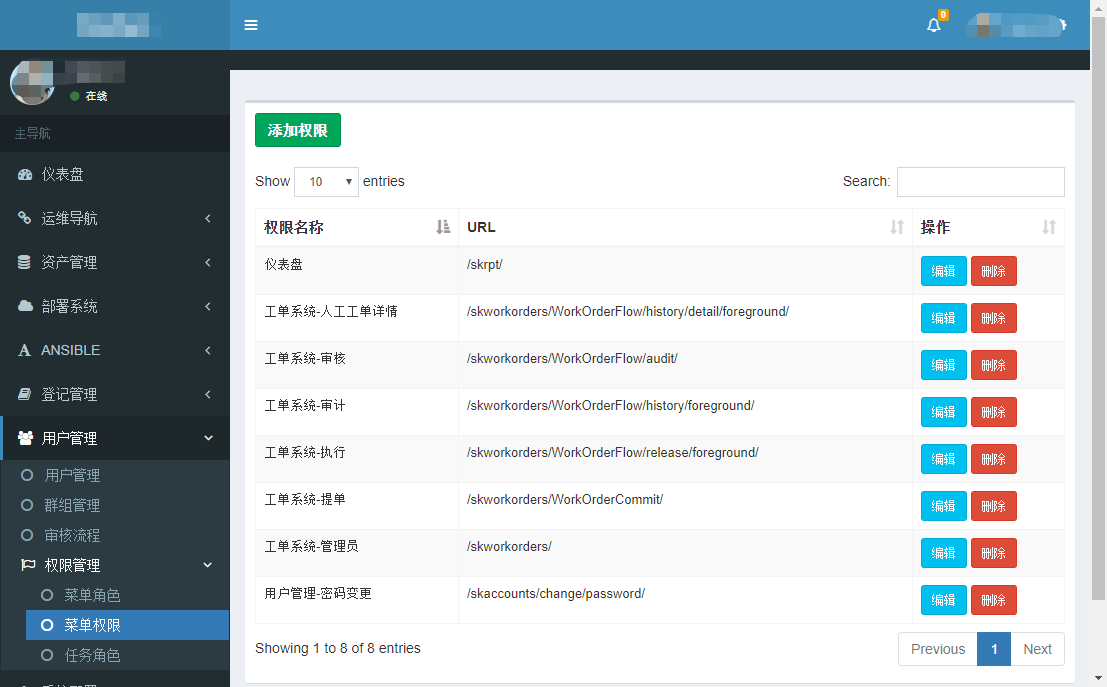 0
在线
主导航
仪表盘
运维导航
资产管理
部署系统
ANSIBLE
登记管理
用户管理
用户管理
群组管理
审核流程
权限管理
菜单角色
菜单权限
任务角色
添加权限
Show 10 entries Search:
权限名称 URL 操作
仪表盘 /skrpt/ 编辑 删除
工单系统-人工工单详情 /skworkorders/WorkOrderFlow/history/detail/foreground/ 编辑 删除
工单系统-审核 /skworkorders/WorkOrderFlow/audit/ 编辑 删除
工单系统-审计 /skworkorders/WorkOrderFlow/history/foreground/ 编辑 删除
工单系统-执行 /skworkorders/WorkOrderFlow/release/foreground/ 编辑 删除
工单系统-提单 /skworkorders/WorkOrderCommit/ 编辑 删除
工单系统-管理员 /skworkorders/ 编辑 删除
用户管理-密码变更 /skaccounts/change/password/ 编辑 删除
Showing 1 to 8 of 8 entries Previous 1 Next